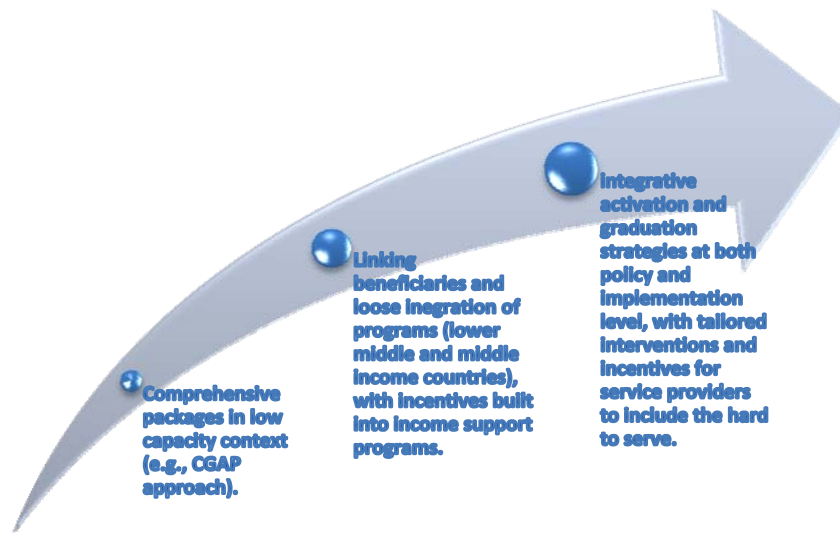 Comprehensive
packages in low
capacity context
(e.g., CGAP
approach).
Linking
beneficiaries and
loose inegration of
programs (lower
middle and middle
income countries),
with incentives built
into income support
programs.
integrative
activation and
graduation
strategies at both
policy and
implementation
level, with tailored
interventions and
incentives for
service providers
to include the hard
to serve.